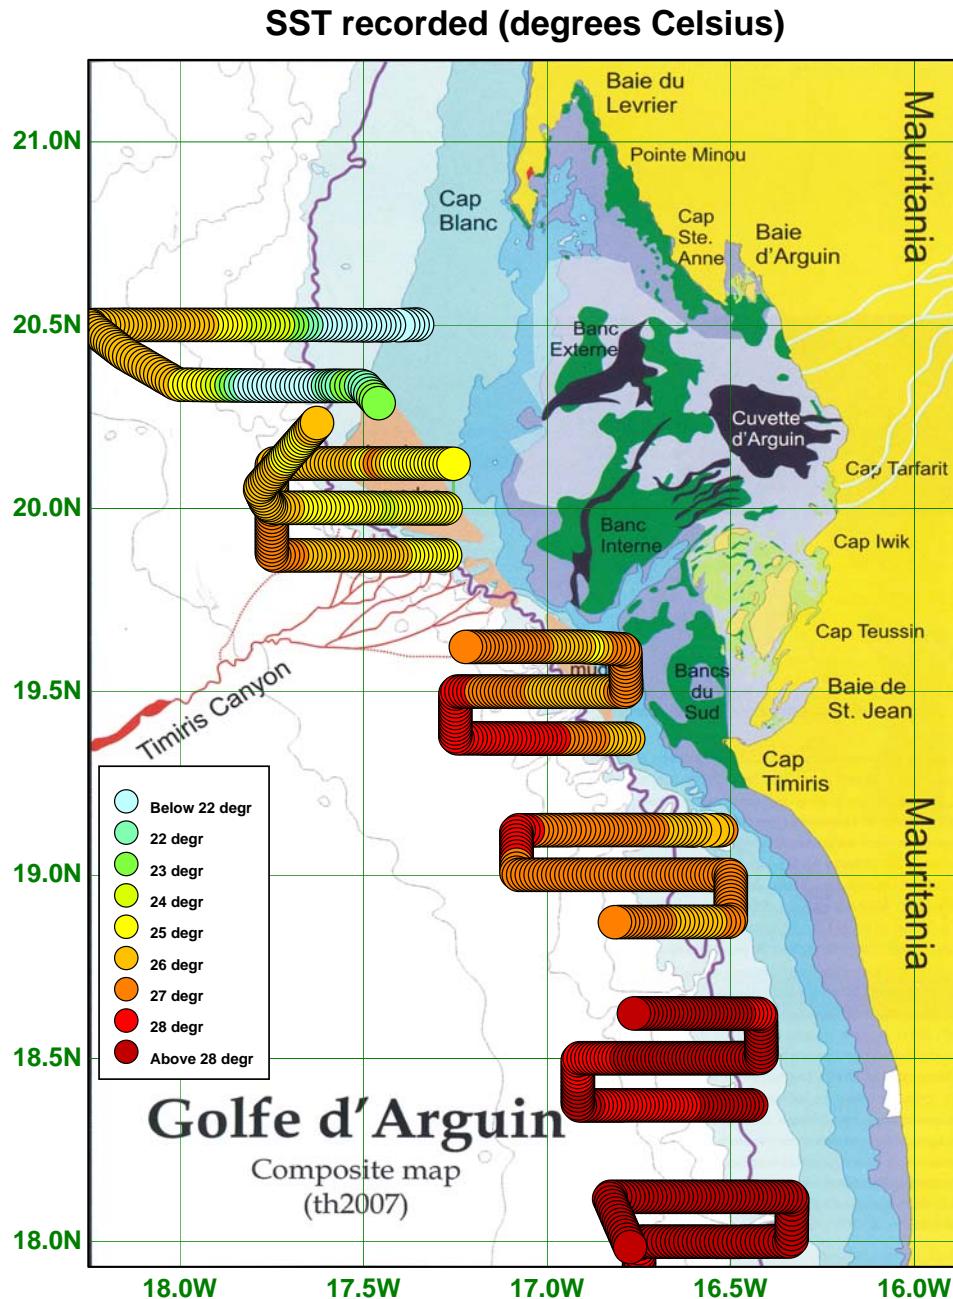 SST recorded (degrees Celsius)
21.0N
20.5N
20.0N
19.5N
19.0N
18.5N
18.0N
18.0W
17.5W
17.0W
16.5W
16.0W
Baie du
Levrier
Pointe Minou
Mauritania
Cap
Blanc
Cap
Ste.
Anne
Baie
d'Arguin
Banc
Externe
Cuvette
d'Arguin
Cap Tarfarit
Banc
Interne
Cap Iwik
Cap Teussin
mud
Bancs
du
Sud
Baie de
St. Jean
Timiris Canyon
Cap
Timiris
Mauritania
Below 22 degr
22 degr
23 degr
24 degr
25 degr
26 degr
27 degr
28 degr
Above 28 degr
Golfe d'Arguin
Composite map
(th2007)